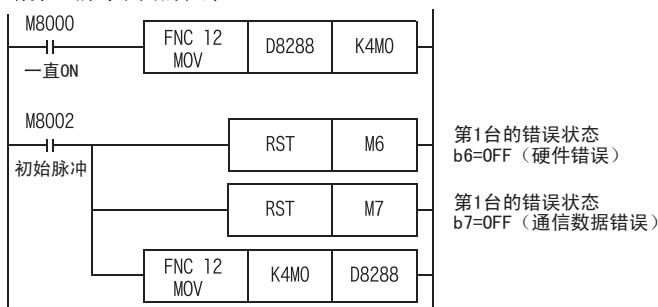 M8000
FNC 12
MOV
D8288
K4M0
一直ON
M8002
初始脉冲
RST
M6
第1台的错误状态
b6=OFF（硬件错误）
RST
M7
第1台的错误状态
b7=OFF（通信数据错误）
FNC 12
MOV
K4M0
D8288